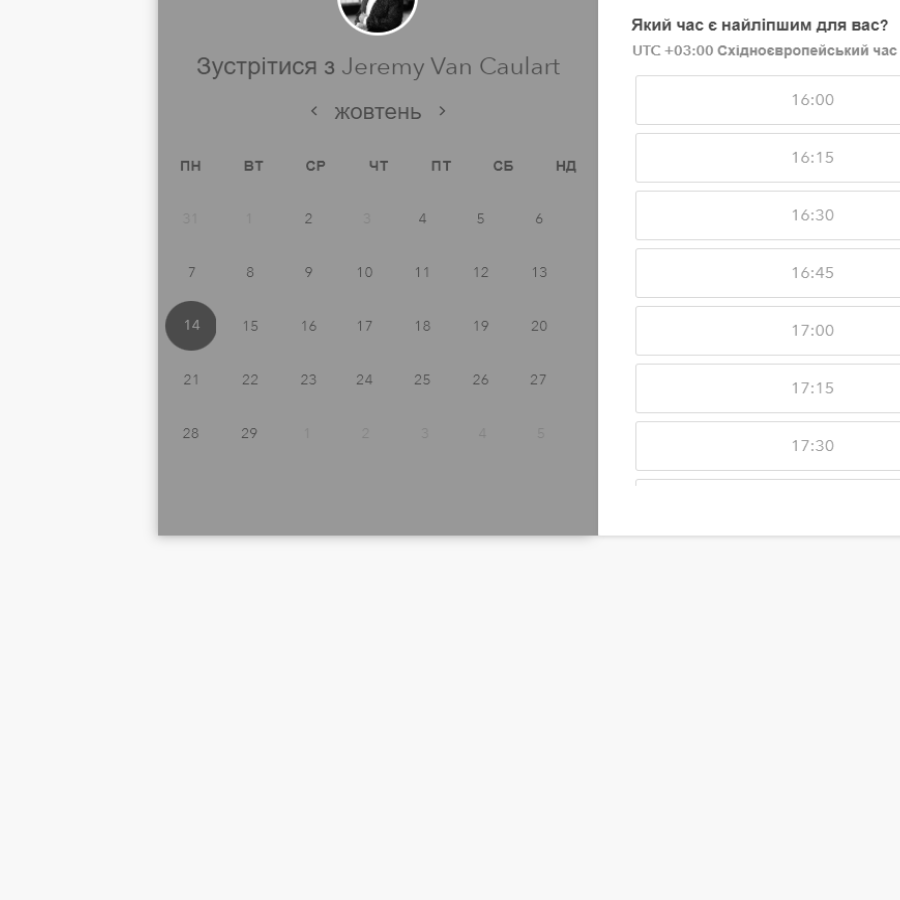 Зустрітися з Jeremy Van Caulart
жовтень
ПН ВТ СР ЧТ ПТ СБ НД
31 1 2 3 4 5 6
7 8 9 10 11 12 13
14 15 16 17 18 19 20
21 22 23 24 25 26 27
28 29 1 2 3 4 5
Який час є найліпшим для вас?
UTC +03:00 Східноєвропейський час
16:00
16:15
16:30
16:45
17:00
17:15
17:30